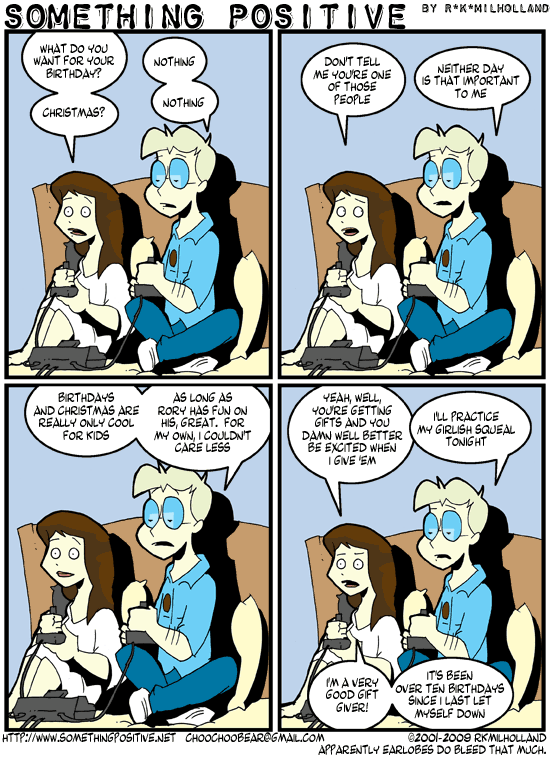 SOMETHING POSITIVE BY R*K*MILHOLLAND
WHAT DO YOU
WANT FOR YOUR
BIRTHDAY?
NOTHING
CHRISTMAS?
NOTHING
DON'T TELL
ME YOU'RE ONE
OF THOSE
PEOPLE
NEITHER DAY
IS THAT IMPORTANT
TO ME
BIRTHDAYS
AND CHRISTMAS ARE
REALLY ONLY COOL
FOR KIDS
AS LONG AS
RORY HAS FUN ON
HIS, GREAT. FOR
MY OWN, I COULDN'T
CARE LESS
YEAH, WELL,
YOU'RE GETTING
GIFTS AND YOU
DAMN WELL BETTER
BE EXCITED WHEN
I GIVE 'EM
I'LL PRACTICE
MY GIRLISH SQUEAL
TONIGHT
I'M A VERY
GOOD GIFT
GIVER!
IT'S BEEN
OVER TEN BIRTHDAYS
SINCE I LAST LET
MYSELF DOWN
HTTP://WWW.SOMETHINGPOSITIVE.NET CHOOCHOOBEAR@GMAIL.COM ©2001-2009 RKMILHOLLAND
APPARENTLY EARLOBES DO BLEED THAT MUCH.